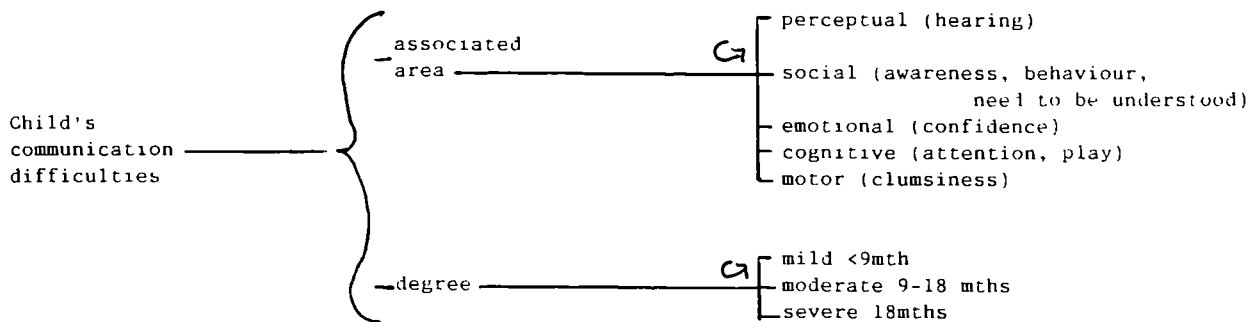 Child's
communication
difficulties
associated
area
perceptual (hearing)
social (awareness, behaviour,
need to be understood)
emotional (confidence)
cognitive (attention, play)
motor (clumsiness)
degree
mild <9mth
moderate 9-18 mths
severe 18mths